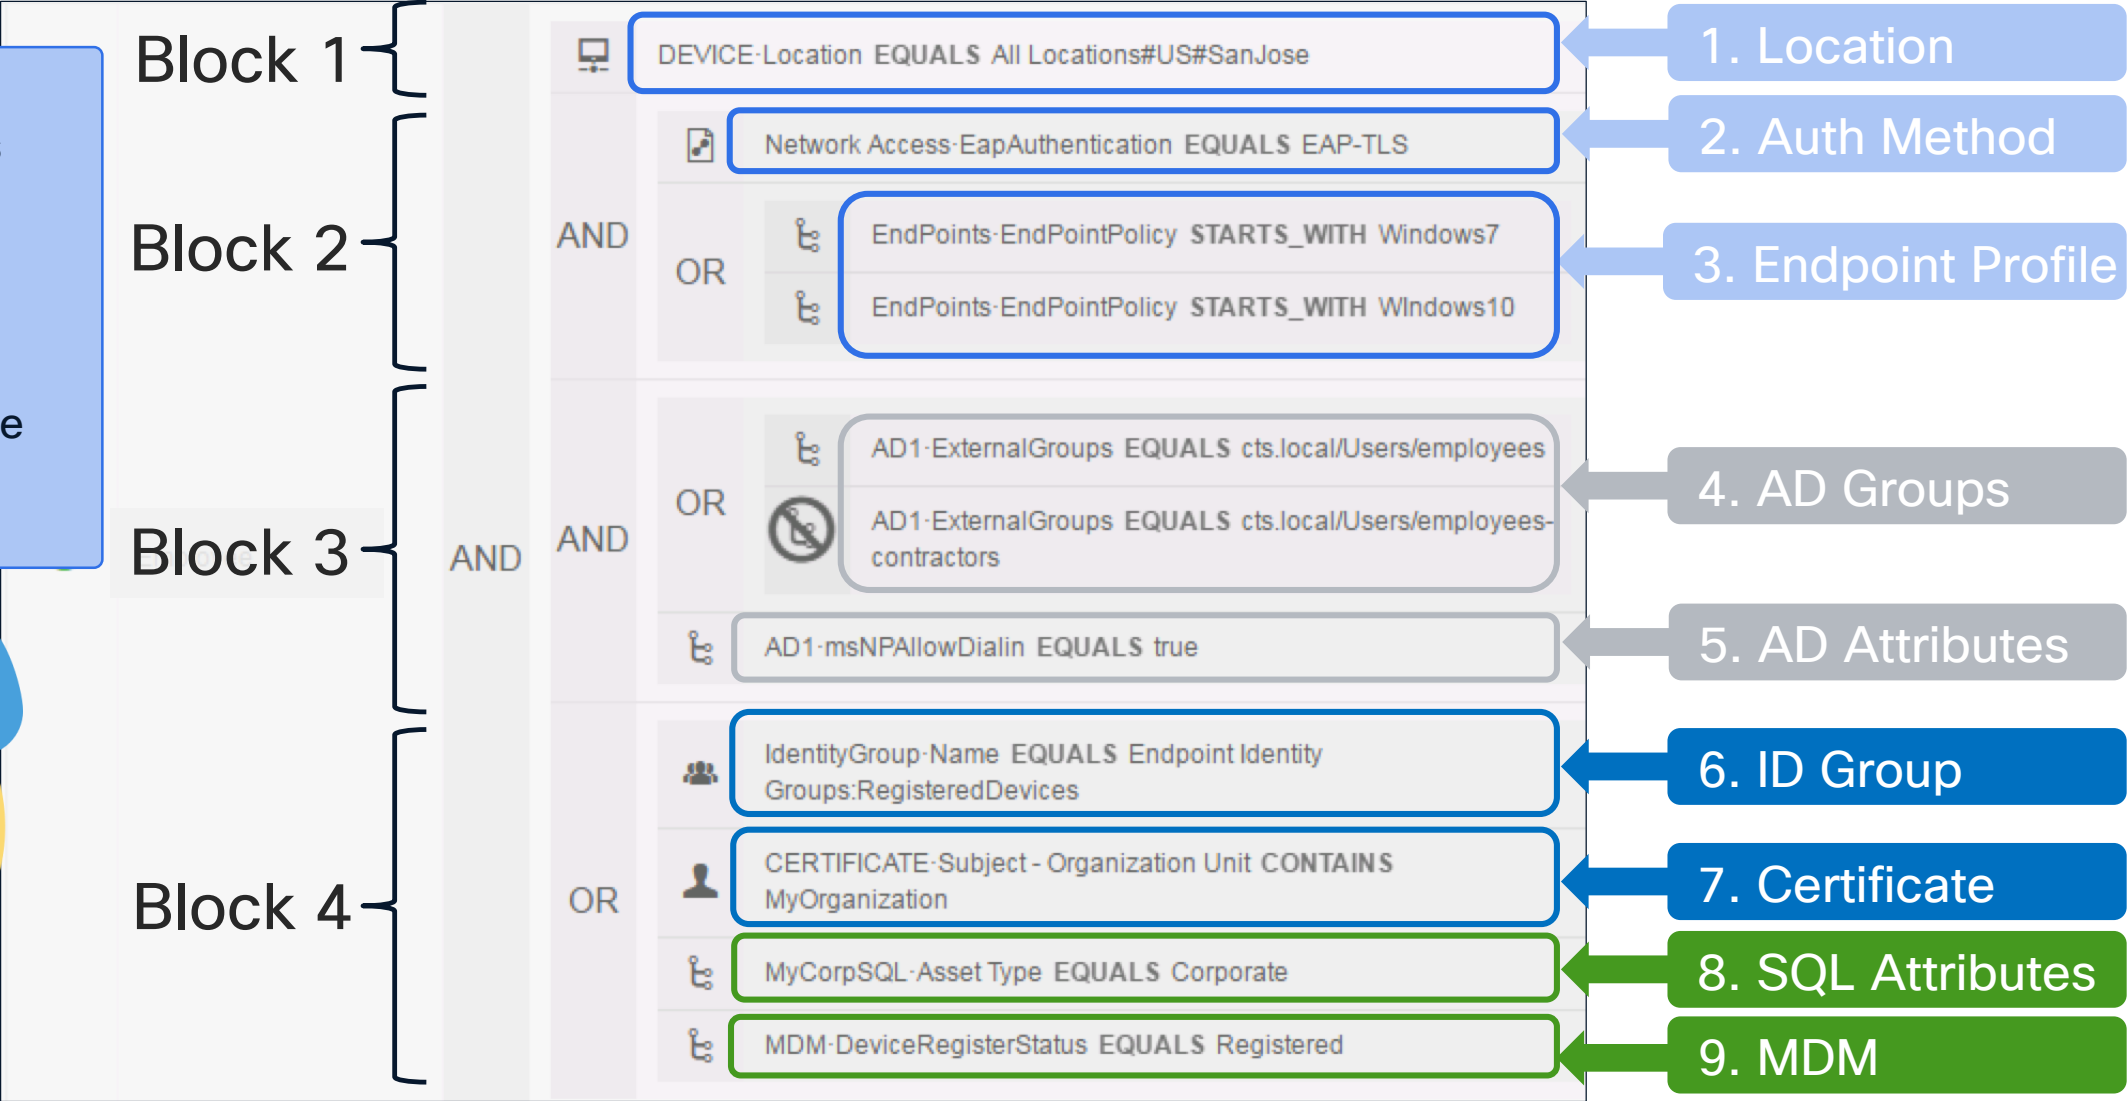 s
e
Block 1
DEVICE·Location EQUALS All Locations#US#SanJose
1. Location
Block 2
AND
Network Access·EapAuthentication EQUALS EAP-TLS
2. Auth Method
OR
EndPoints·EndPointPolicy STARTS_WITH Windows7
EndPoints·EndPointPolicy STARTS_WITH WIndows10
3. Endpoint Profile
Block 3
AND
AND
OR
AD1·ExternalGroups EQUALS cts.local/Users/employees
AD1·ExternalGroups EQUALS cts.local/Users/employees-
contractors
4. AD Groups
AD1·msNPAllowDialin EQUALS true
5. AD Attributes
Block 4
OR
IdentityGroup·Name EQUALS Endpoint Identity
Groups:RegisteredDevices
6. ID Group
CERTIFICATE·Subject - Organization Unit CONTAINS
MyOrganization
7. Certificate
MyCorpSQL·Asset Type EQUALS Corporate
8. SQL Attributes
MDM·DeviceRegisterStatus EQUALS Registered
9. MDM